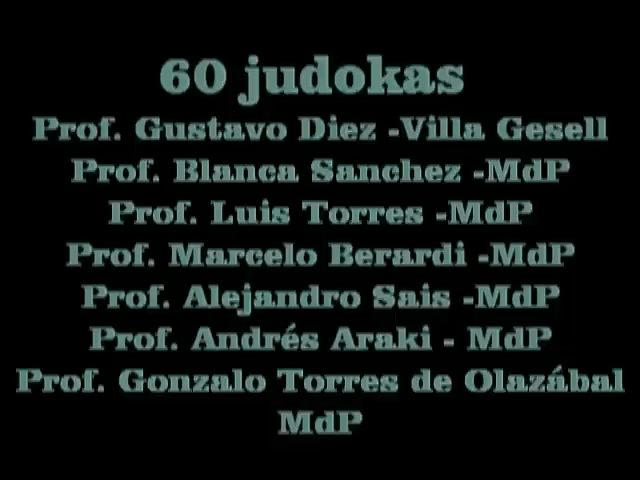 60 judokas
Prof. Gustavo Diez -Villa Gesell
Prof. Blanca Sanchez -MdP
Prof. Luis Torres -MdP
Prof. Marcelo Berardi -MdP
Prof. Alejandro Sais -MdP
Prof. Andrés Araki - MdP
Prof. Gonzalo Torres de Olazábal
MdP